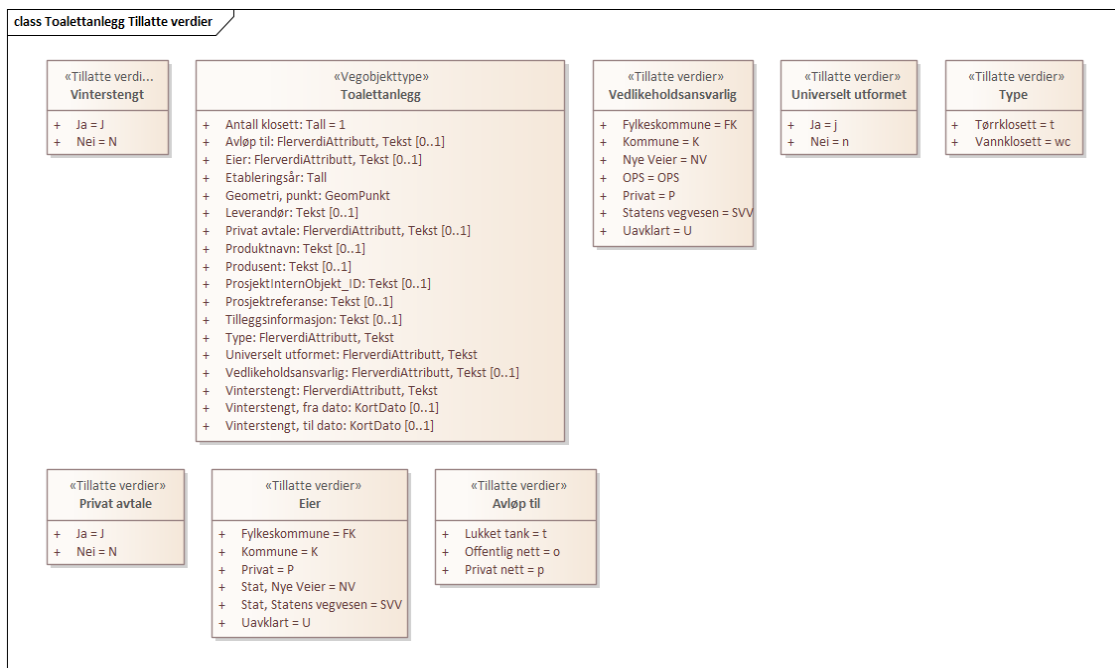 class Toalettanlegg Tillatte verdier
«Tillatte verdi...
Vinterstengt
+ Ja = J
+ Nei = N
«Vegobjekttype»
Toalettanlegg
+ Antall klosett: Tall = 1
+ Avløp til: FlerverdiAttributt, Tekst [0..1]
+ Eier: FlerverdiAttributt, Tekst [0..1]
+ Etableringsår: Tall
+ Geometri, punkt: GeomPunkt
+ Leverandør: Tekst [0..1]
+ Privat avtale: FlerverdiAttributt, Tekst [0..1]
+ Produktnavn: Tekst [0..1]
+ Produsent: Tekst [0..1]
+ ProsjektInternObjekt_ID: Tekst [0..1]
+ Prosjektreferanse: Tekst [0..1]
+ Tilleggsinformasjon: Tekst [0..1]
+ Type: FlerverdiAttributt, Tekst
+ Universelt utformet: FlerverdiAttributt, Tekst
+ Vedlikeholdsansvarlig: FlerverdiAttributt, Tekst [0..1]
+ Vinterstengt: FlerverdiAttributt, Tekst
+ Vinterstengt, fra dato: KortDato [0..1]
+ Vinterstengt, til dato: KortDato [0..1]
«Tillatte verdier»
Vedlikeholdsansvarlig
+ Fylkeskommune = FK
+ Kommune = K
+ Nye Veier = NV
+ OPS = OPS
+ Privat = P
+ Statens vegvesen = SVV
+ Uavklart = U
«Tillatte verdier»
Universelt utformet
+ Ja = j
+ Nei = n
«Tillatte verdier»
Type
+ Tørrklosett = t
+ Vannklosett = wc
«Tillatte verdier»
Privat avtale
+ Ja = J
+ Nei = N
«Tillatte verdier»
Eier
+ Fylkeskommune = FK
+ Kommune = K
+ Privat = P
+ Stat, Nye Veier = NV
+ Stat, Statens vegvesen = SVV
+ Uavklart = U
«Tillatte verdier»
Avløp til
+ Lukket tank = t
+ Offentlig nett = o
+ Privat nett = p